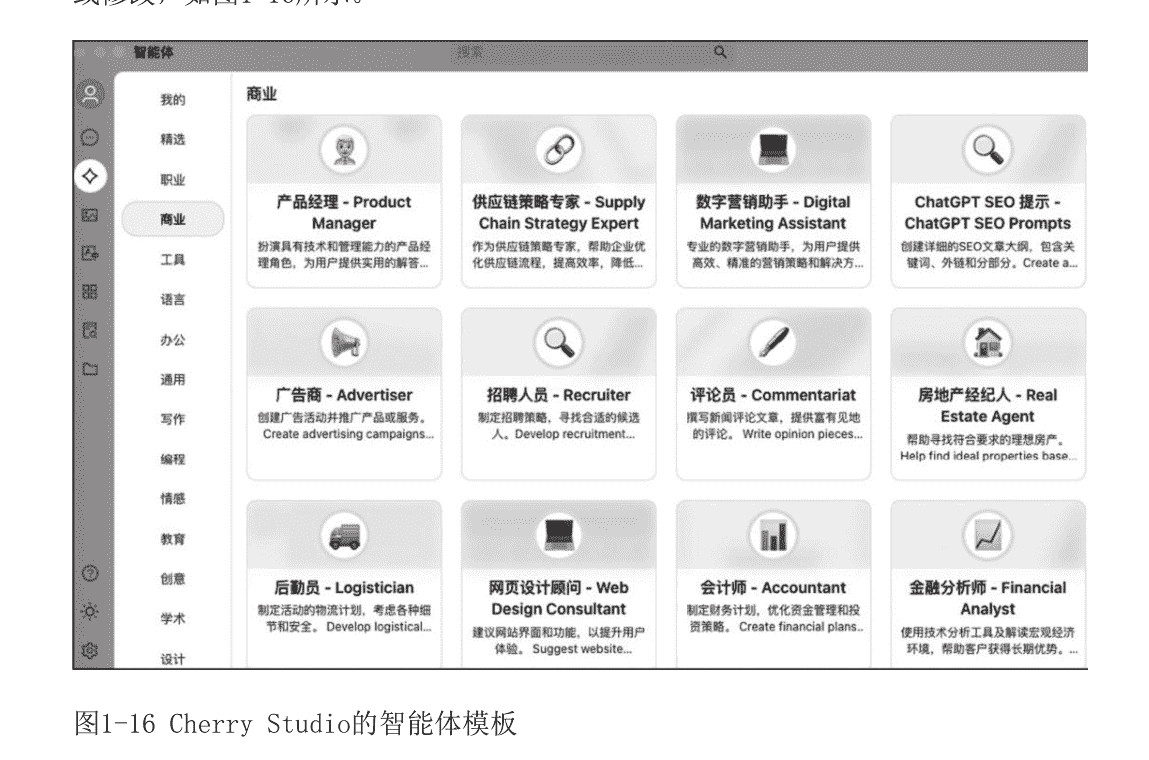 或修改，如图1-16所示。
智能体
搜索
我的
精选
职业
商业
工具
语言
办公
通用
写作
编程
情感
教育
创意
学术
设计
商业
产品经理 - Product
Manager
扮演具有技术和管理能力的产品经
理角色，为用户提供实用的解答...
供应链策略专家 - Supply
Chain Strategy Expert
作为供应链策略专家，帮助企业优
化供应链流程，提高效率，降低...
数字营销助手 - Digital
Marketing Assistant
专业的数字营销助手，为用户提供
高效、精准的营销策略和解决方...
ChatGPT SEO 提示 -
ChatGPT SEO Prompts
创建详细的SEO文章大纲，包含关
键词、外链和分部分。Create a...
广告商 - Advertiser
创建广告活动并推广产品或服务。
Create advertising campaigns...
招聘人员 - Recruiter
制定招聘策略，寻找合适的候选
人。Develop recruitment...
评论员 - Commentariat
撰写新闻评论文章，提供富有见地
的评论。 Write opinion pieces...
房地产经纪人 - Real
Estate Agent
帮助寻找符合要求的理想房产。
Help find ideal properties base...
后勤员 - Logistician
制定活动的物流计划，考虑各种细
节和安全。 Develop logistical...
网页设计顾问 - Web
Design Consultant
建议网站界面和功能，以提升用户
体验。 Suggest website...
会计师 - Accountant
制定财务计划，优化资金管理和投
资策略。 Create financial plans..
金融分析师 - Financial
Analyst
使用技术分析工具及解读宏观经济
环境，帮助客户获得长期优势。...
图1-16 Cherry Studio的智能体模板